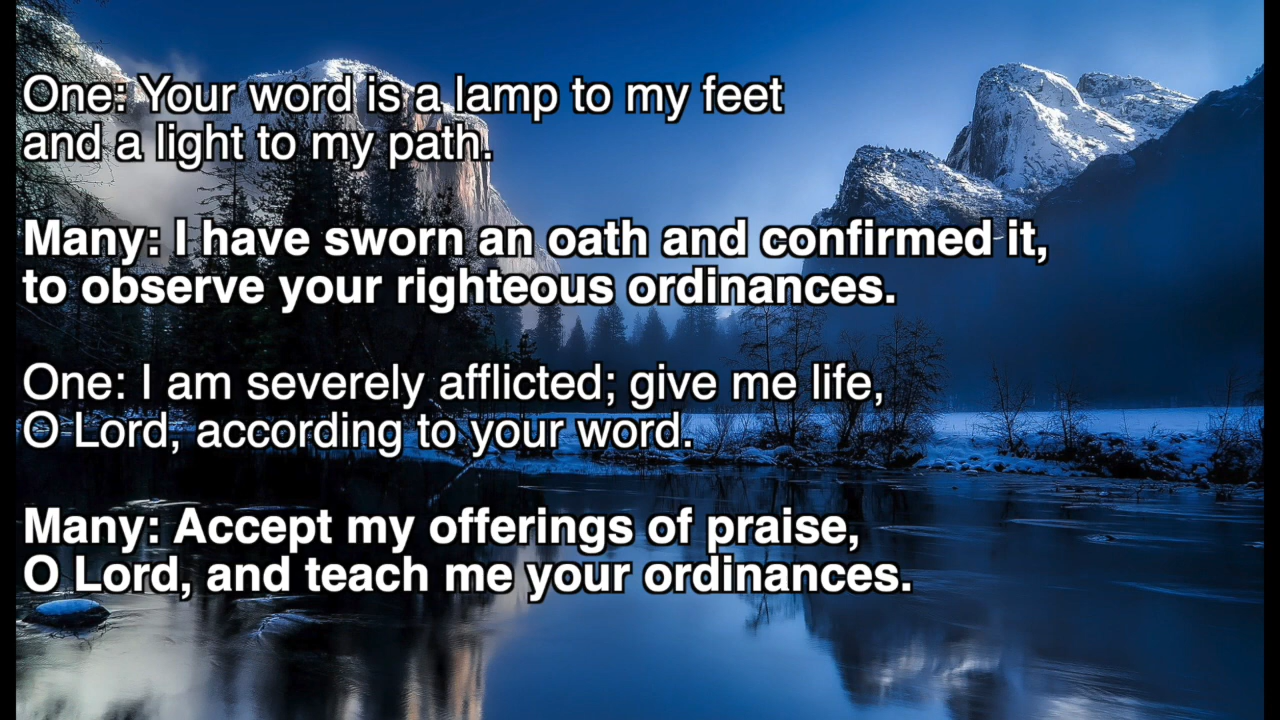 One: Your word is a lamp to my feet
and a light to my path.
Many: I have sworn an oath and confirmed it,
to observe your righteous ordinances.
One: I am severely afflicted; give me life,
O Lord, according to your word.
Many: Accept my offerings of praise,
O Lord, and teach me your ordinances.